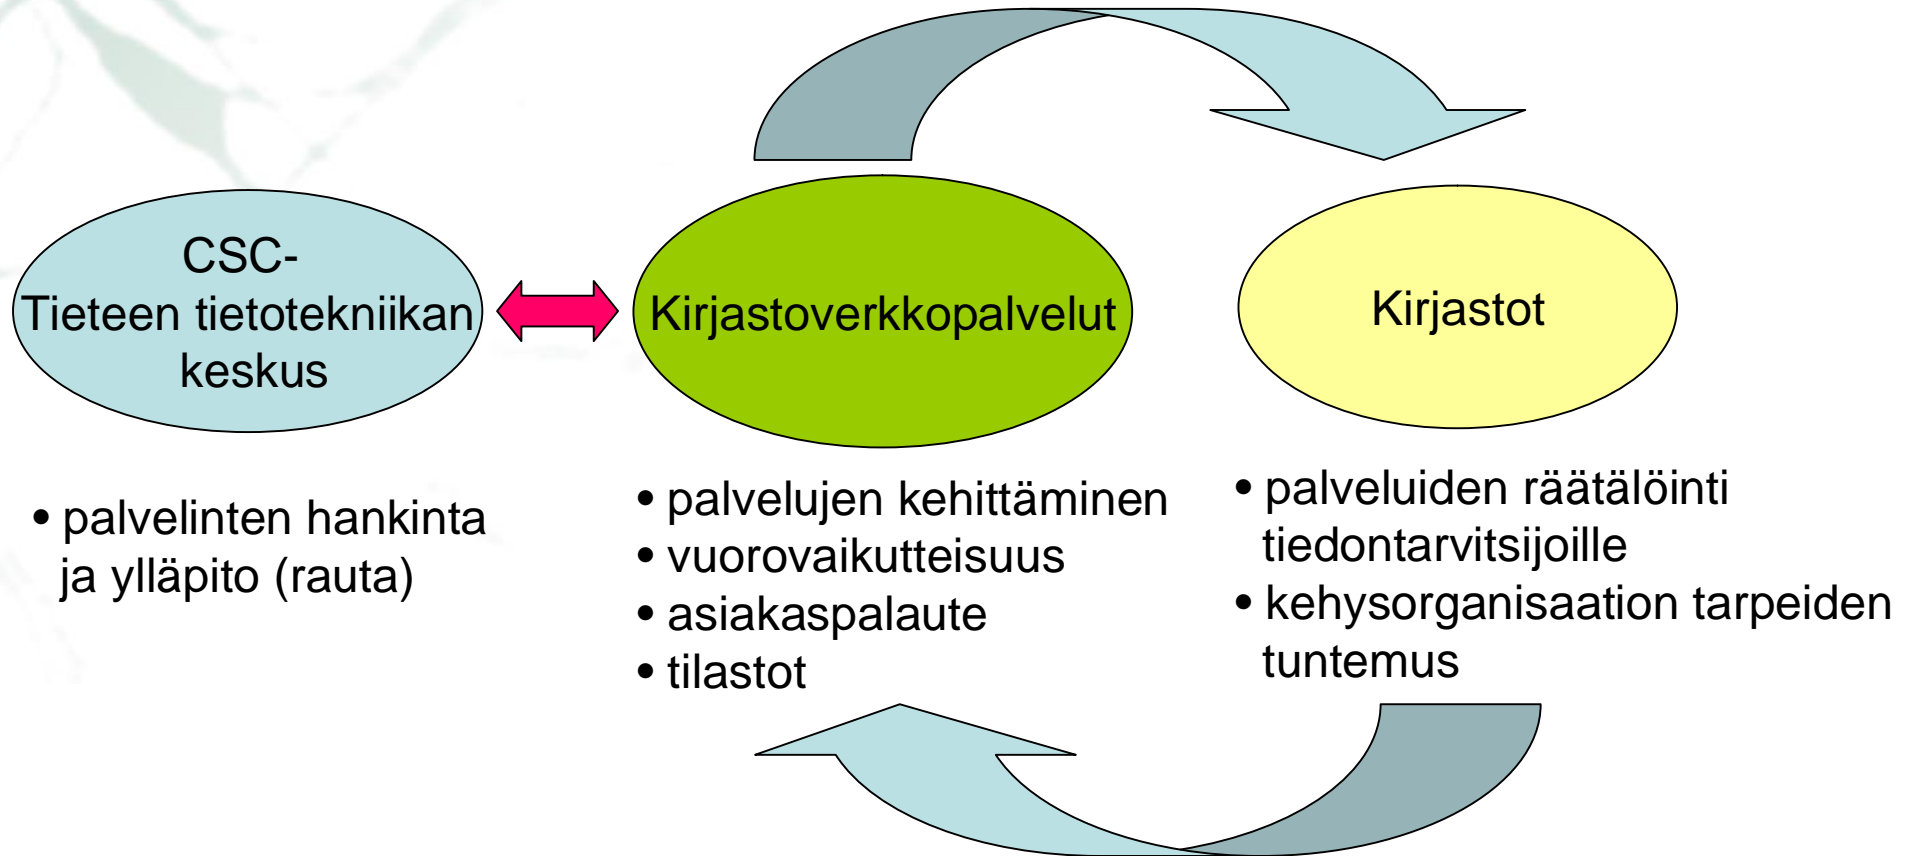 CSC-
Tieteen tietotekniikan
keskus
Kirjastoverkkopalvelut
Kirjastot
• palvelinten hankinta
ja ylläpito (rauta)
• palvelujen kehittäminen
• vuorovaikutteisuus
• asiakaspalaute
• tilastot
• palveluiden räätälöinti
tiedontarvitsijoille
• kehysorganisaation tarpeiden
tuntemus